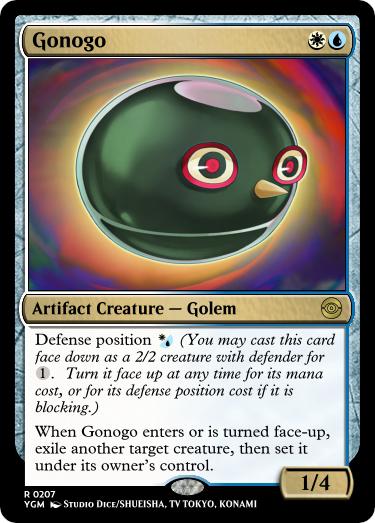 Gonogo
Artifact Creature — Golem
Defense position (You may cast this
card face down as a 2/2 creature with defender for
1. Turn it face up at any time for its mana
cost, or for its defense position cost if it is
blocking.)
When Gonogo enters or is turned face-up,
exile another target creature, then set it
under its owner's control.
1/4
R 0207
YGM Studio Dice/SHUEISHA, TV TOKYO, KONAMI